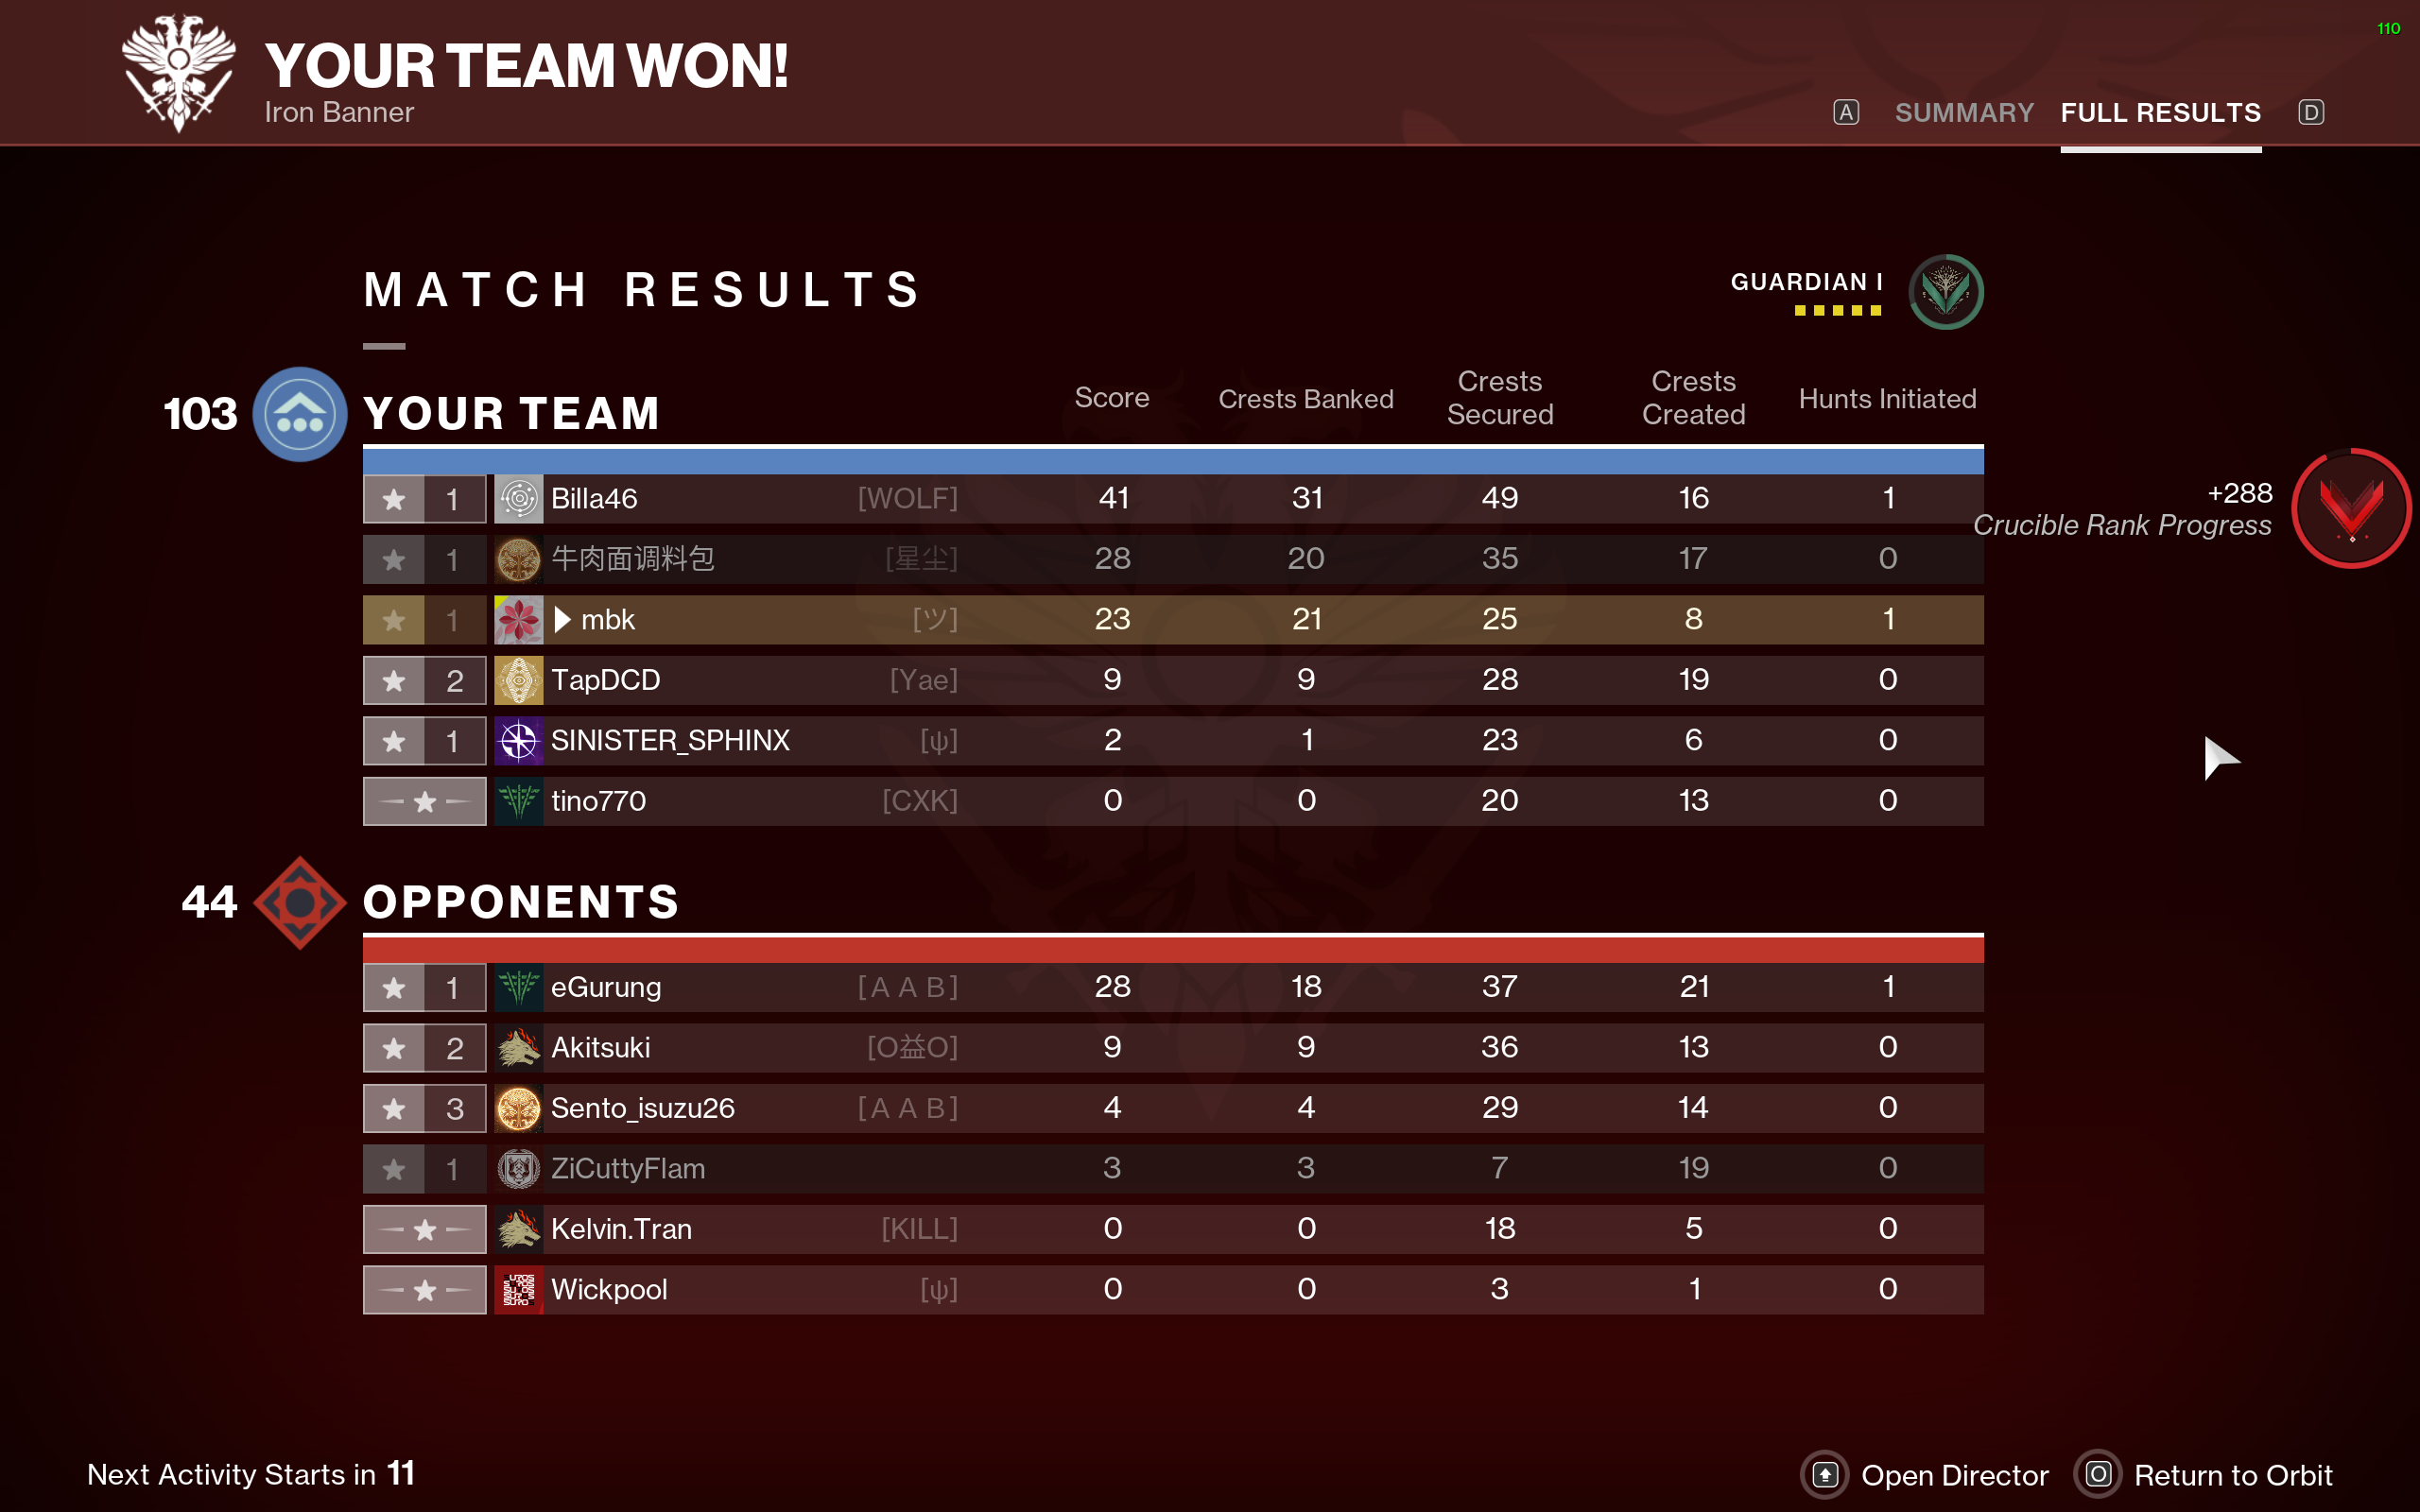 110
YOUR TEAM WON!
Iron Banner
A SUMMARY FULL RESULTS D
MATCH RESULTS
GUARDIAN I
103 YOUR TEAM Score Crests Banked Crests Secured Crests Created Hunts Initiated
1 Billa46 [WOLF] 41 31 49 16 1
+288
Crucible Rank Progress
1 牛肉面调料包 [星尘] 28 20 35 17 0
1 mbk [ツ] 23 21 25 8 1
2 TapDCD [Yae] 9 9 28 19 0
1 SINISTER_SPHINX [ψ] 2 1 23 6 0
tino770 [CXK] 0 0 20 13 0
44 OPPONENTS
1 eGurung [A A B] 28 18 37 21 1
2 Akitsuki [O益O] 9 9 36 13 0
3 Sento_isuzu26 [A A B] 4 4 29 14 0
1 ZiCuttyFlam 3 3 7 19 0
Kelvin.Tran [KILL] 0 0 18 5 0
Wickpool [ψ] 0 0 3 1 0
Next Activity Starts in 11
Open Director O Return to Orbit